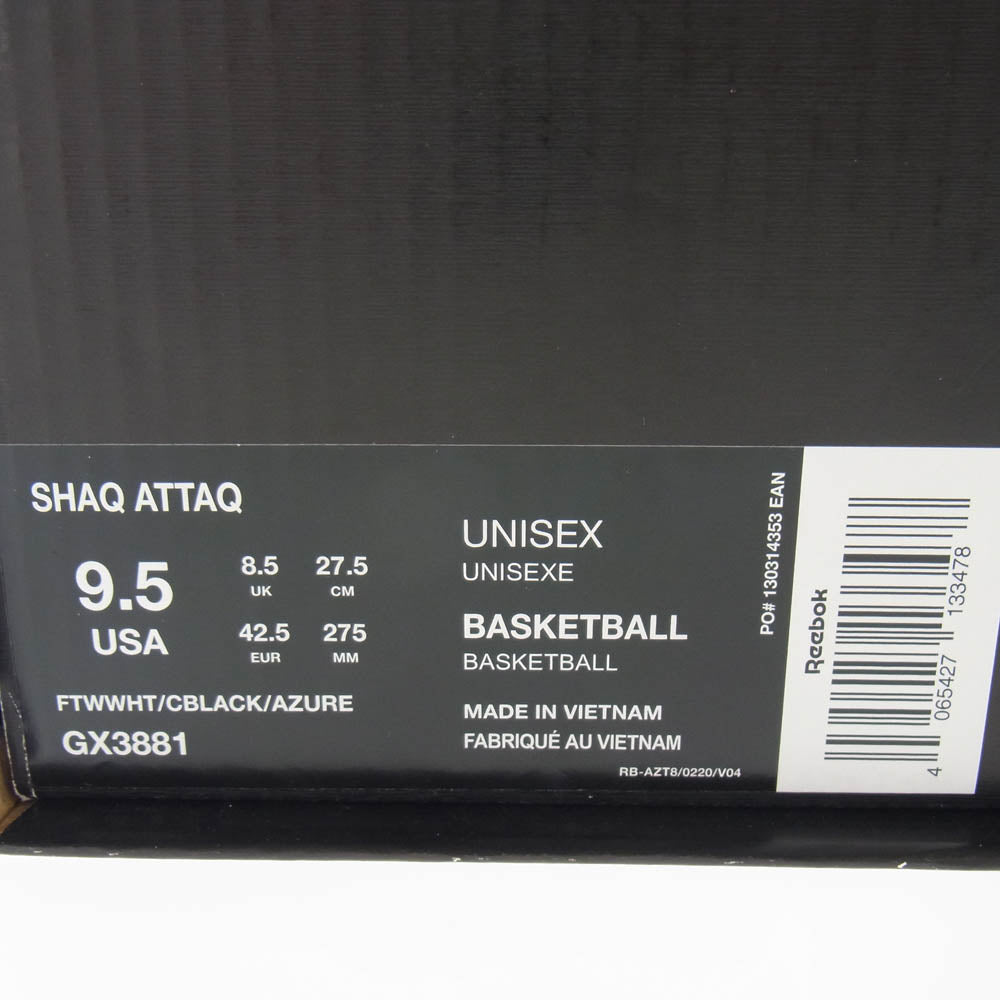 SHAQ ATTAQ
9.5
USA
8.5
UK
27.5
CM
42.5
EUR
275
MM
FTWWHT/CBLACK/AZURE
GX3881
UNISEX
UNISEXE
BASKETBALL
BASKETBALL
MADE IN VIETNAM
FABRIQUÉ AU VIETNAM
RB-AZT8/0220/V04
PO# 130314353 EAN
Reebok
4 065427 133478